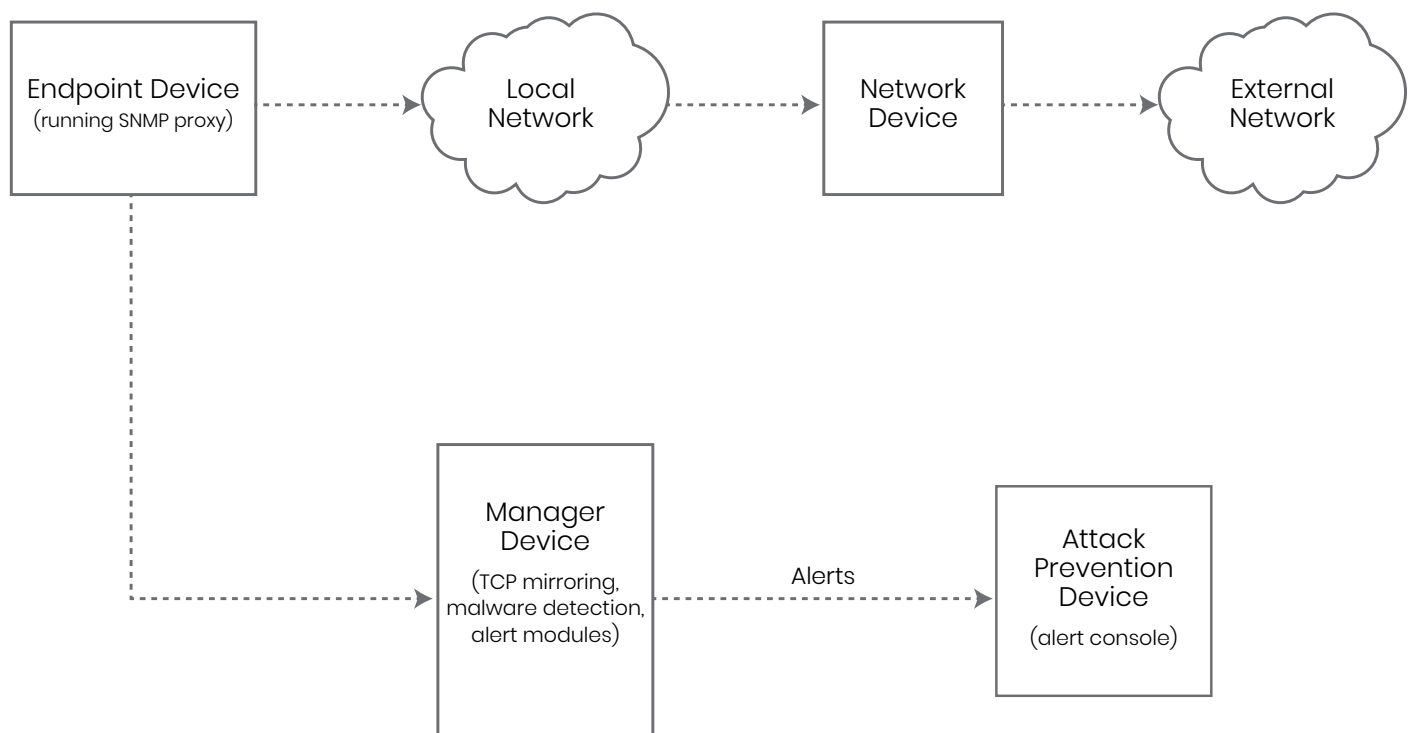 Endpoint Device
(running SNMP proxy)
Local
Network
Network
Device
External
Network
Manager
Device
(TCP mirroring,
malware detection,
alert modules)
Alerts
Attack
Prevention
Device
(alert console)